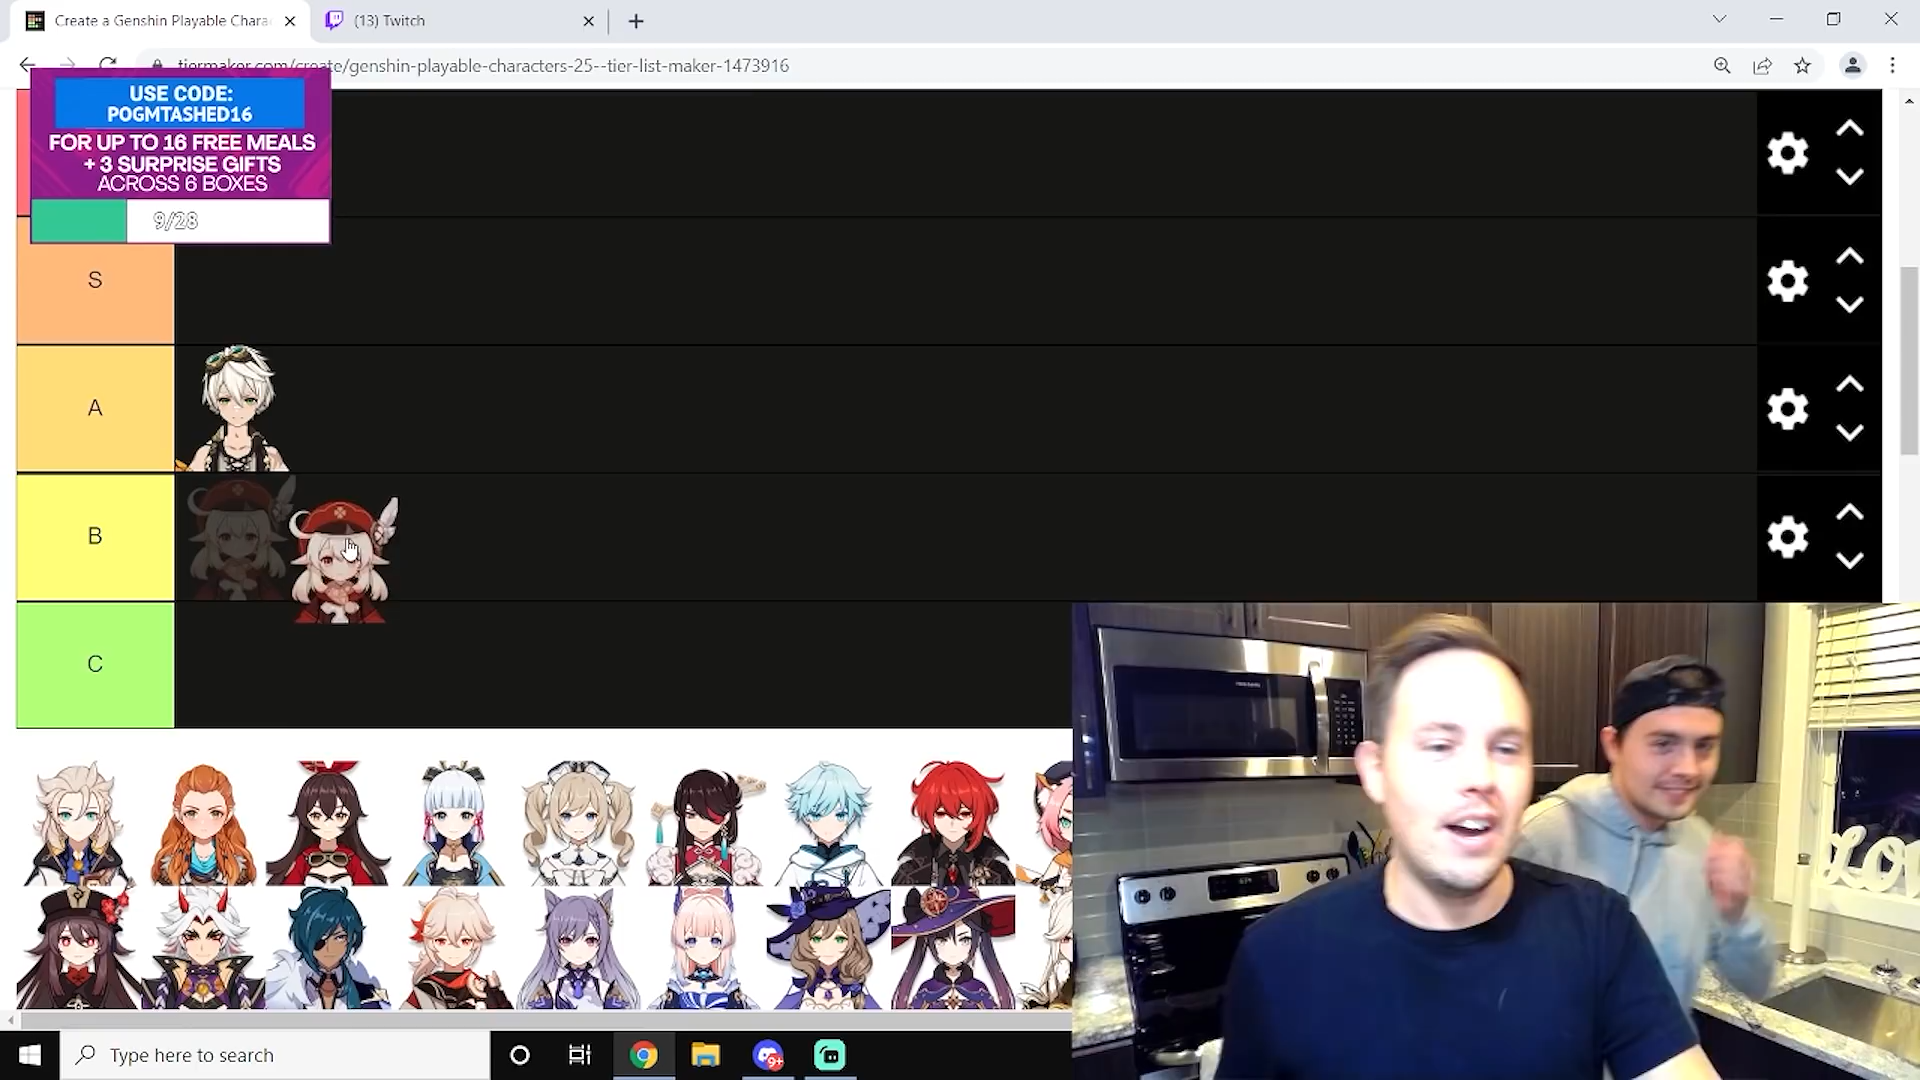 Create a Genshin Playable Chara
(13) Twitch
tiermaker.com/create/genshin-playable-characters-25--tier-list-maker-1473916
USE CODE:
POGMTASHED16
FOR UP TO 16 FREE MEALS
+ 3 SURPRISE GIFTS
ACROSS 6 BOXES
9/28
S
A
B
C
LOV
Type here to search
9+